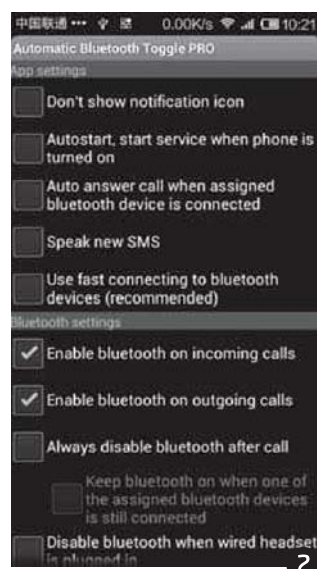 中国联通 ••• 0.00K/s 10:21
Automatic Bluetooth Toggle PRO
App settings
Don't show notification icon
Autostart, start service when phone is
turned on
Auto answer call when assigned
bluetooth device is connected
Speak new SMS
Use fast connecting to bluetooth
devices (recommended)
Bluetooth settings
Enable bluetooth on incoming calls
Enable bluetooth on outgoing calls
Always disable bluetooth after call
Keep bluetooth on when one of
the assigned bluetooth devices
is still connected
Disable bluetooth when wired headset
is plugged in
2